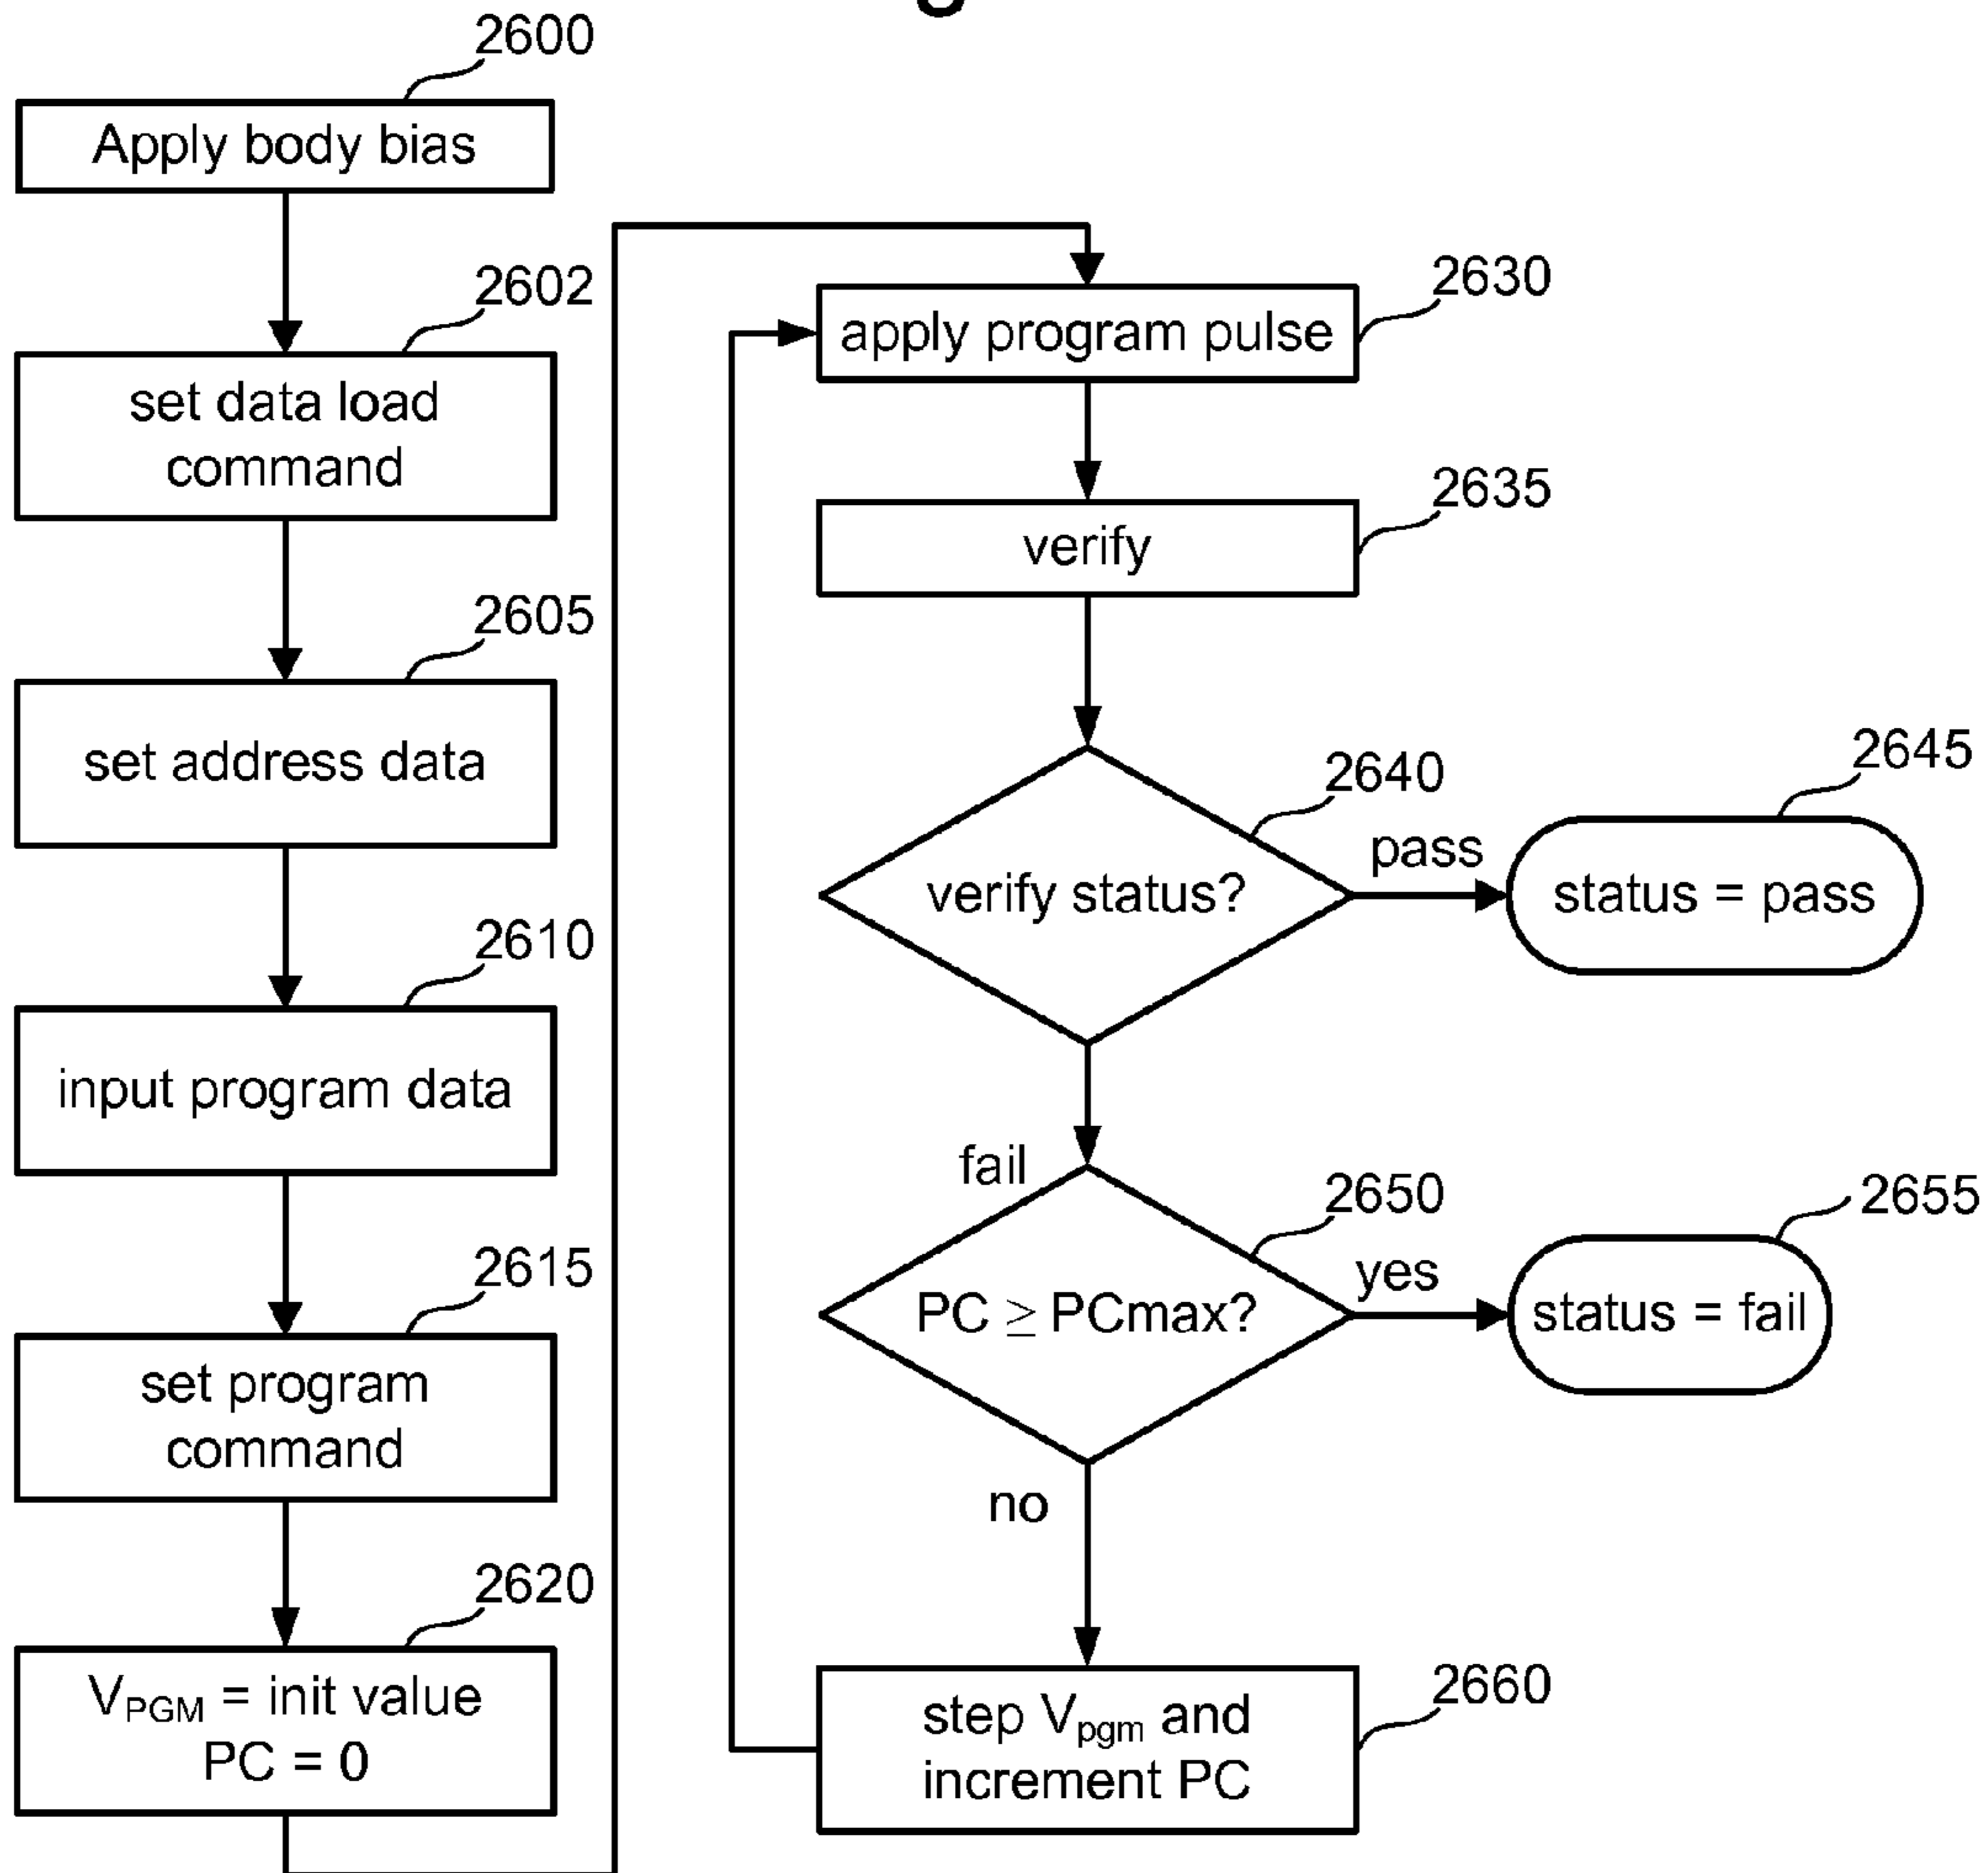 2600
Apply body bias
2602
set data load
command
2605
set address data
2610
input program data
2615
set program
command
2620
V_PGM = init value
PC = 0
2630
apply program pulse
2635
verify
2640
verify status?
pass
2645
status = pass
fail
2650
PC ≥ PCmax?
yes
2655
status = fail
no
2660
step V_pgm and
increment PC